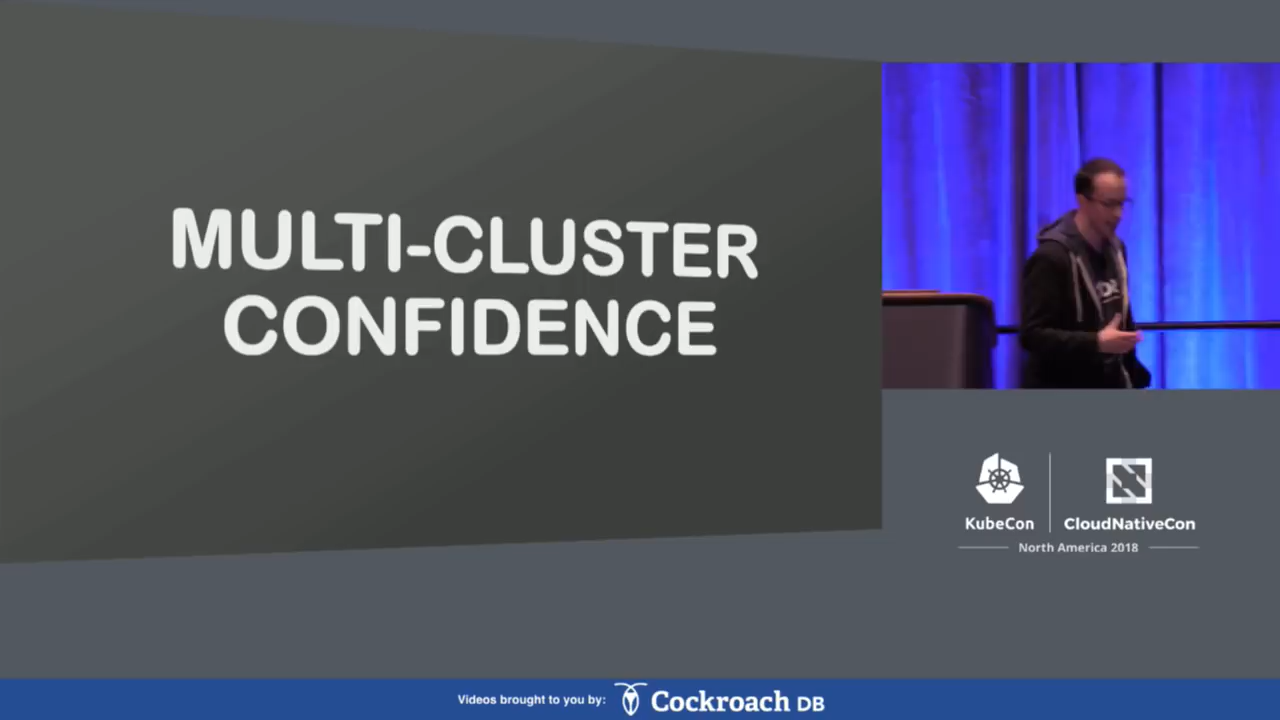 MULTI-CLUSTER
CONFIDENCE
KubeCon
CloudNativeCon
North America 2018
Videos brought to you by: Cockroach DB